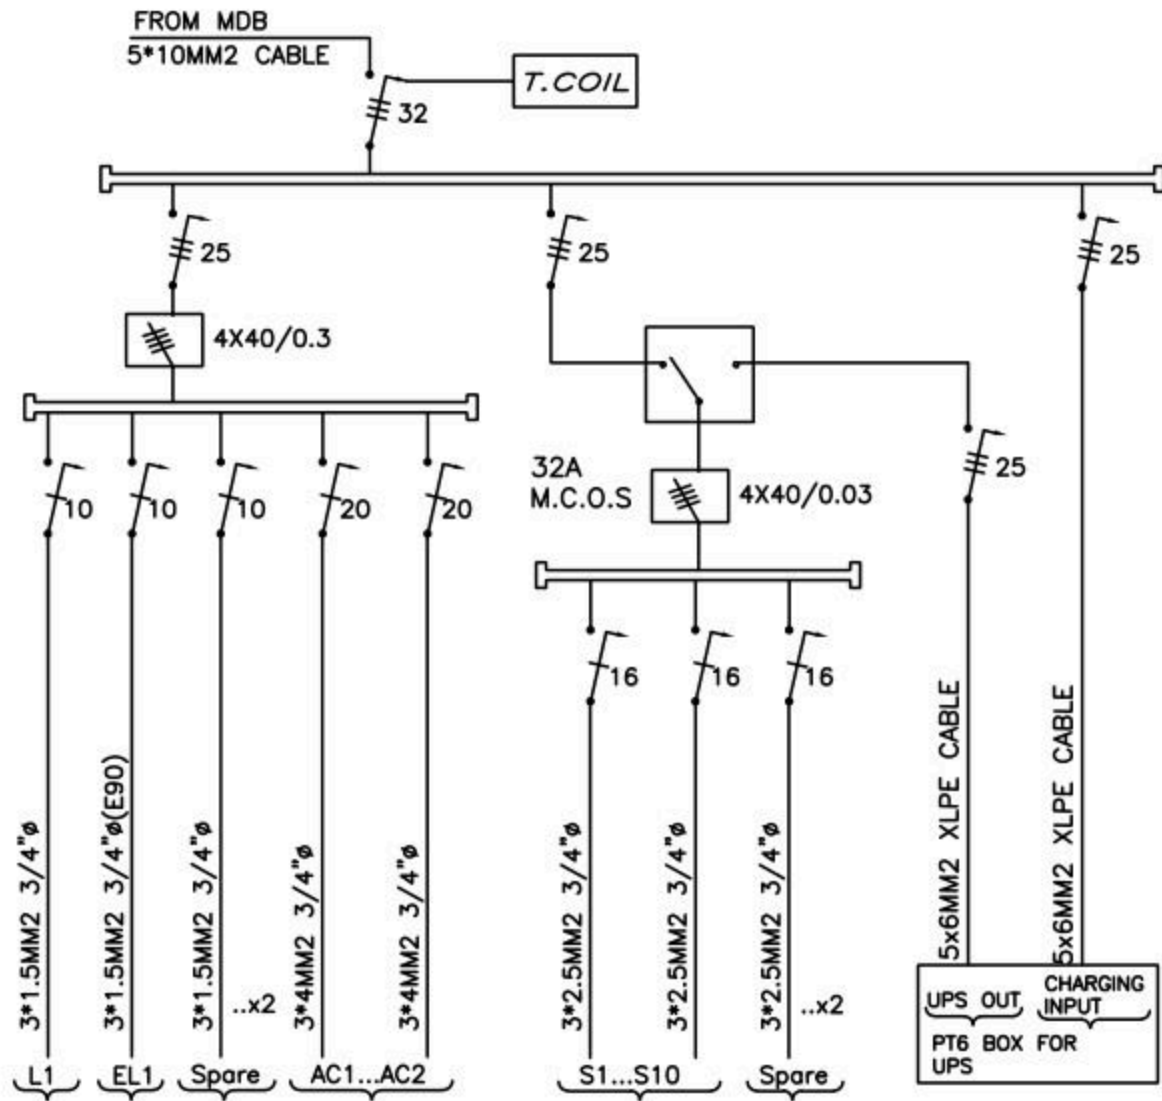 FROM MDB
5*10MM2 CABLE
T.COIL
32
25
25
25
4X40/0.3
32A
M.C.O.S
4X40/0.03
25
10
10
10
20
20
16
16
16
3*1.5MM2 3/4"ø
3*1.5MM2 3/4"ø(E90)
3*1.5MM2 3/4"ø
..x2
3*4MM2 3/4"ø
3*4MM2 3/4"ø
3*2.5MM2 3/4"ø
3*2.5MM2 3/4"ø
3*2.5MM2 3/4"ø
..x2
5x6MM2 XLPE CABLE
5x6MM2 XLPE CABLE
L1
EL1
Spare
AC1...AC2
S1...S10
Spare
UPS OUT
CHARGING
INPUT
PT6 BOX FOR
UPS